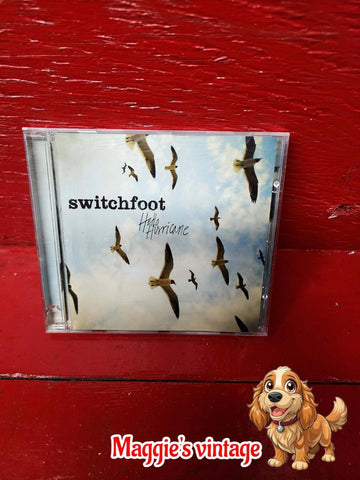 switchfoot
Hello
Hurricane
Maggie's vintage